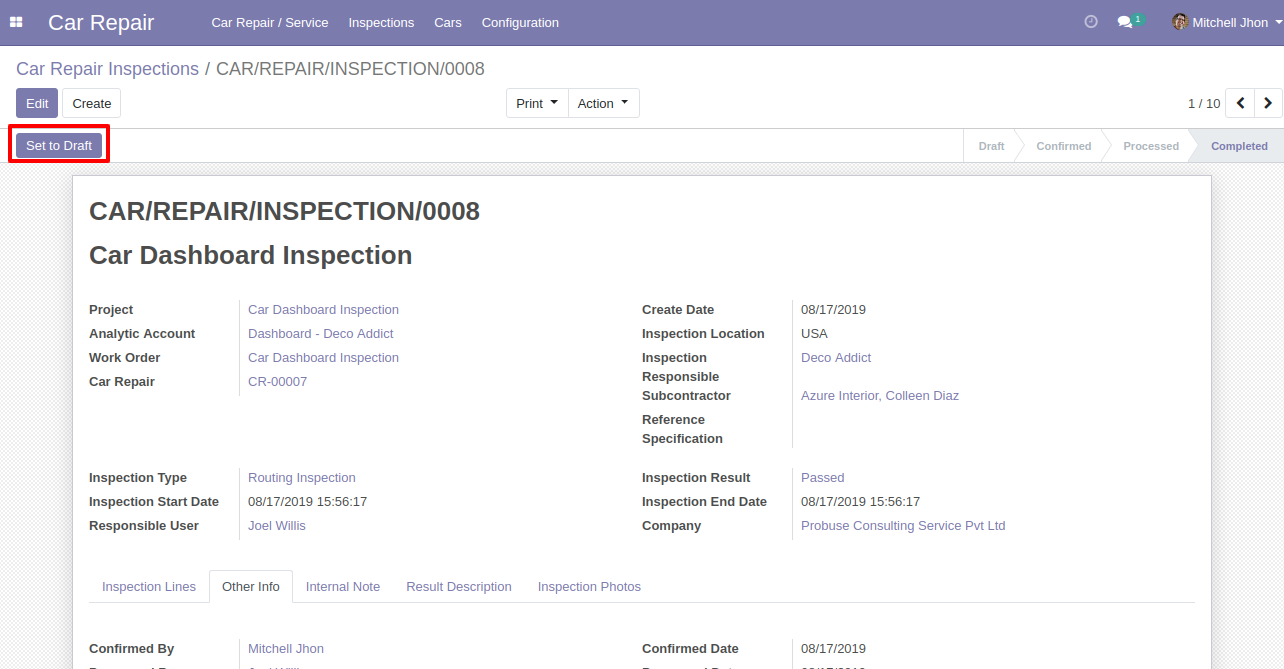 Car Repair Car Repair / Service Inspections Cars Configuration 1 Mitchell Jhon
Car Repair Inspections / CAR/REPAIR/INSPECTION/0008
Edit Create Print Action 1 / 10
Set to Draft Draft Confirmed Processed Completed
CAR/REPAIR/INSPECTION/0008
Car Dashboard Inspection
Project Car Dashboard Inspection
Analytic Account Dashboard - Deco Addict
Work Order Car Dashboard Inspection
Car Repair CR-00007
Create Date 08/17/2019
Inspection Location USA
Inspection Deco Addict
Responsible
Subcontractor Azure Interior, Colleen Diaz
Reference
Specification
Inspection Type Routing Inspection
Inspection Start Date 08/17/2019 15:56:17
Responsible User Joel Willis
Inspection Result Passed
Inspection End Date 08/17/2019 15:56:17
Company Probuse Consulting Service Pvt Ltd
Inspection Lines Other Info Internal Note Result Description Inspection Photos
Confirmed By Mitchell Jhon
Confirmed Date 08/17/2019